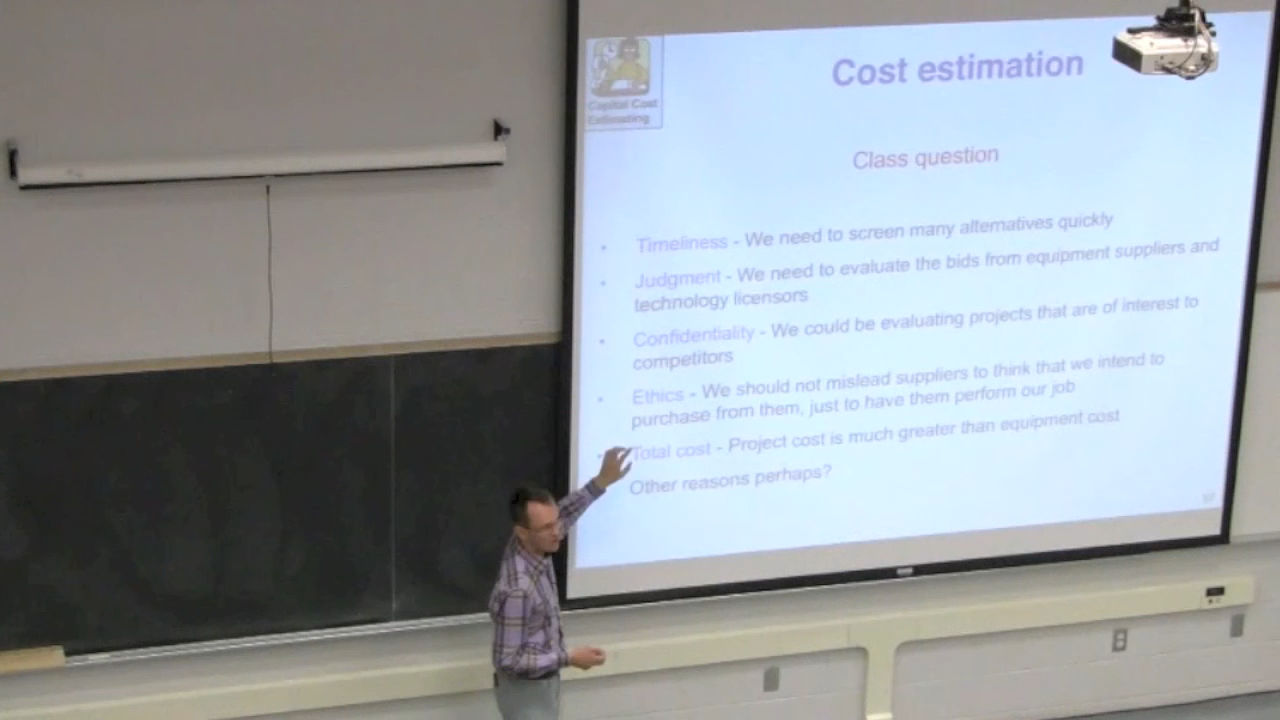 Capital Cost
Estimating
Cost estimation
Class question
• Timeliness - We need to screen many alternatives quickly
• Judgment - We need to evaluate the bids from equipment suppliers and
technology licensors
• Confidentiality - We could be evaluating projects that are of interest to
competitors
• Ethics - We should not mislead suppliers to think that we intend to
purchase from them, just to have them perform our job
• Total cost - Project cost is much greater than equipment cost
Other reasons perhaps?